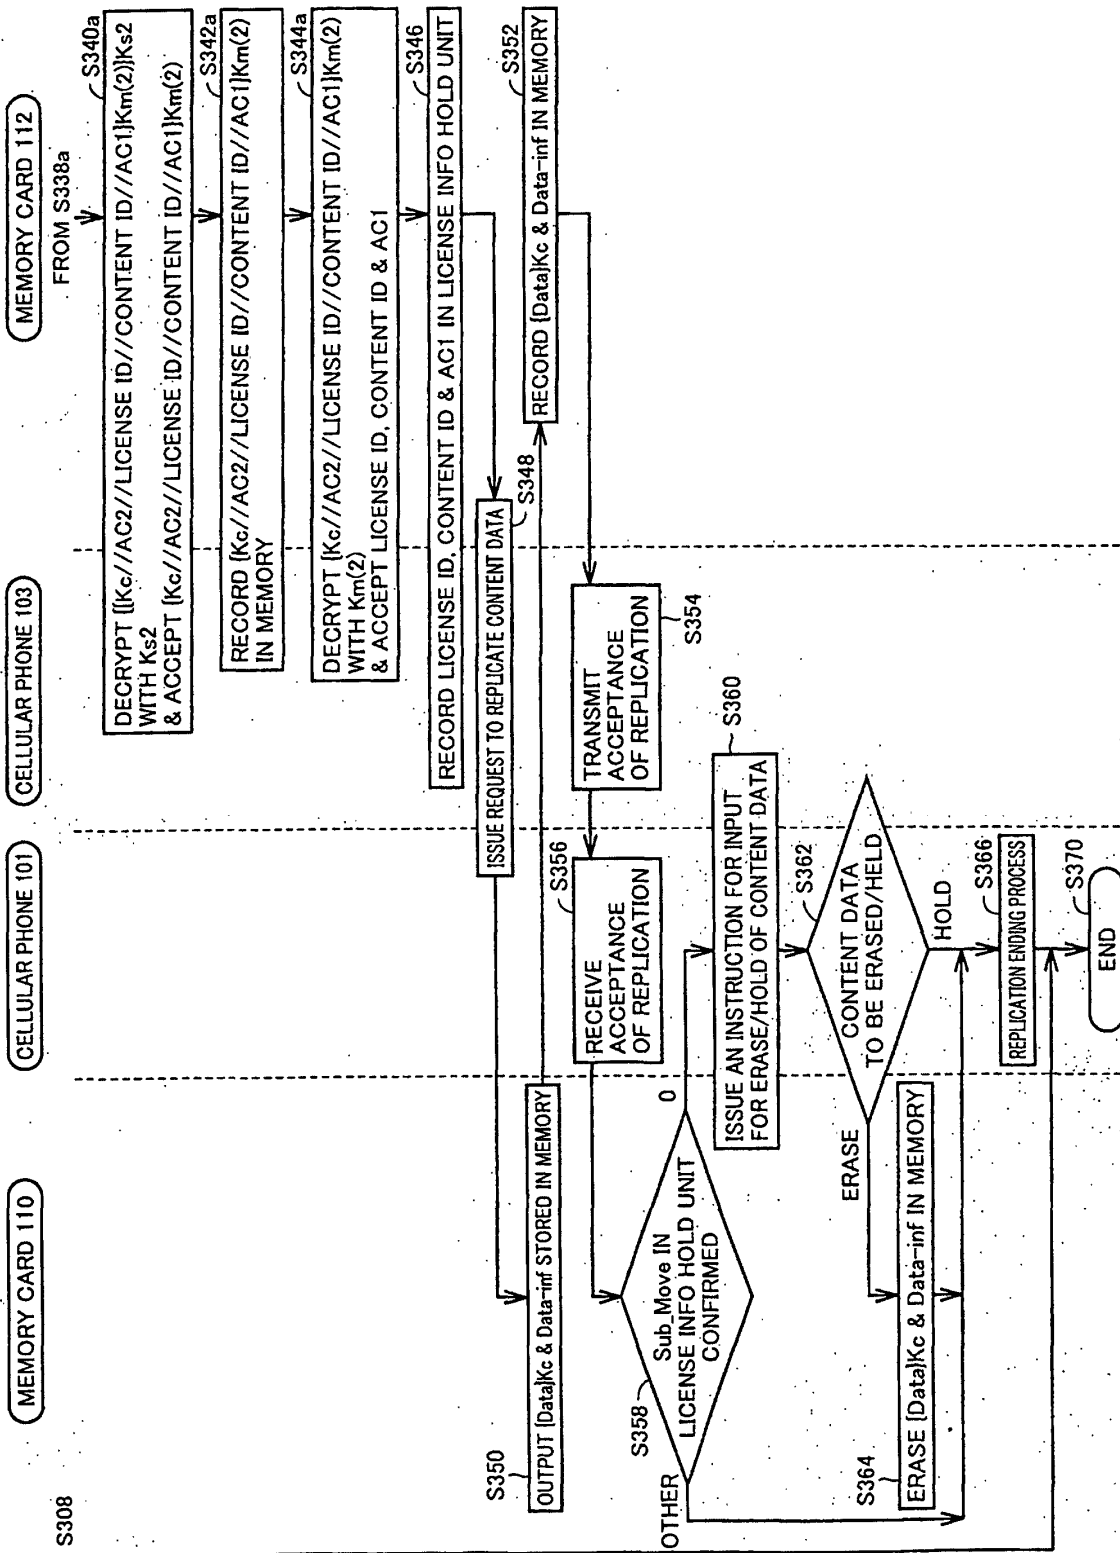 MEMORY CARD 110
CELLULAR PHONE 101
CELLULAR PHONE 103
MEMORY CARD 112
S308
FROM S338a
S340a
DECRYPT {{Kc//AC2//LICENSE ID//CONTENT ID//AC1}Km(2)}Ks2
WITH Ks2
& ACCEPT {Kc//AC2//LICENSE ID//CONTENT ID//AC1}Km(2)
S342a
RECORD {Kc//AC2//LICENSE ID//CONTENT ID//AC1}Km(2)
IN MEMORY
S344a
DECRYPT {Kc//AC2//LICENSE ID//CONTENT ID//AC1}Km(2)
WITH Km(2)
& ACCEPT LICENSE ID, CONTENT ID & AC1
S346
RECORD LICENSE ID, CONTENT ID & AC1 IN LICENSE INFO HOLD UNIT
S348
ISSUE REQUEST TO REPLICATE CONTENT DATA
S350
OUTPUT {Data}Kc & Data-inf STORED IN MEMORY
S352
RECORD {Data}Kc & Data-inf IN MEMORY
S354
TRANSMIT
ACCEPTANCE
OF REPLICATION
S356
RECEIVE
ACCEPTANCE
OF REPLICATION
S358
Sub_Move IN
LICENSE INFO HOLD UNIT
CONFIRMED
OTHER
0
S360
ISSUE AN INSTRUCTION FOR INPUT
FOR ERASE/HOLD OF CONTENT DATA
S362
CONTENT DATA
TO BE ERASED/HELD
ERASE
HOLD
S364
ERASE {Data}Kc & Data-inf IN MEMORY
S366
REPLICATION ENDING PROCESS
S370
END